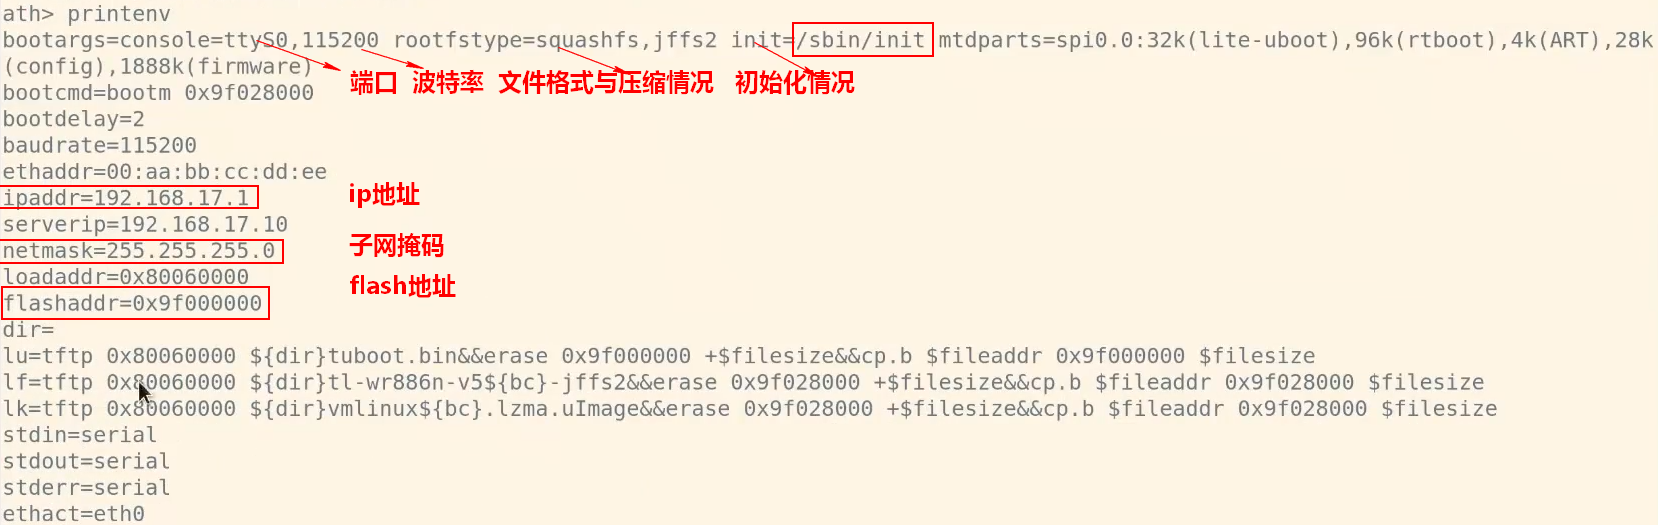 ath> printenv
bootargs=console=ttyS0,115200 rootfstype=squashfs,jffs2 init=/sbin/init mtdparts=spi0.0:32k(lite-uboot),96k(rtboot),4k(ART),28k
(config),1888k(firmware)
端口 波特率 文件格式与压缩情况 初始化情况
bootcmd=bootm 0x9f028000
bootdelay=2
baudrate=115200
ethaddr=00:aa:bb:cc:dd:ee
ipaddr=192.168.17.1 ip地址
serverip=192.168.17.10
netmask=255.255.255.0 子网掩码
loadaddr=0x80060000
flashaddr=0x9f000000 flash地址
dir=
lu=tftp 0x80060000 ${dir}tuboot.bin&&erase 0x9f000000 +$filesize&&cp.b $fileaddr 0x9f000000 $filesize
lf=tftp 0x80060000 ${dir}tl-wr886n-v5${bc}-jffs2&&erase 0x9f028000 +$filesize&&cp.b $fileaddr 0x9f028000 $filesize
lk=tftp 0x80060000 ${dir}vmlinux${bc}.lzma.uImage&&erase 0x9f028000 +$filesize&&cp.b $fileaddr 0x9f028000 $filesize
stdin=serial
stdout=serial
stderr=serial
ethact=eth0